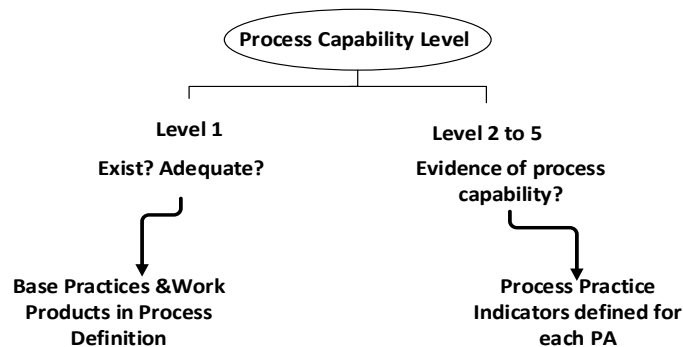 Process Capability Level
Level 1
Exist? Adequate?
Level 2 to 5
Evidence of process
capability?
Base Practices &Work
Products in Process
Definition
Process Practice
Indicators defined for
each PA